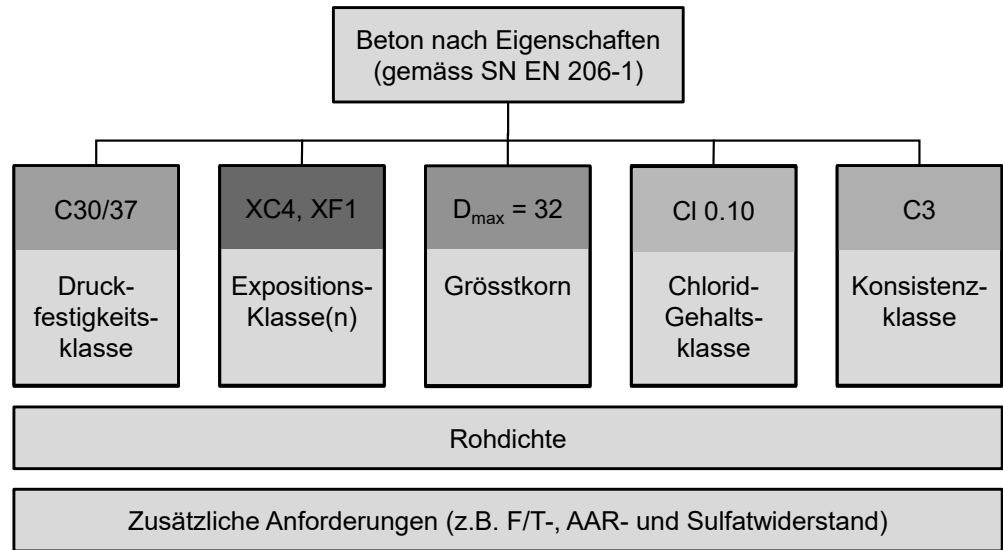 Beton nach Eigenschaften
(gemäss SN EN 206-1)
C30/37
Druck-
festigkeits-
klasse
XC4, XF1
Expositions-
Klasse(n)
Dmax = 32
Grösstkorn
Cl 0.10
Chlorid-
Gehalts-
klasse
C3
Konsistenz-
klasse
Rohdichte
Zusätzliche Anforderungen (z.B. F/T-, AAR- und Sulfatwiderstand)